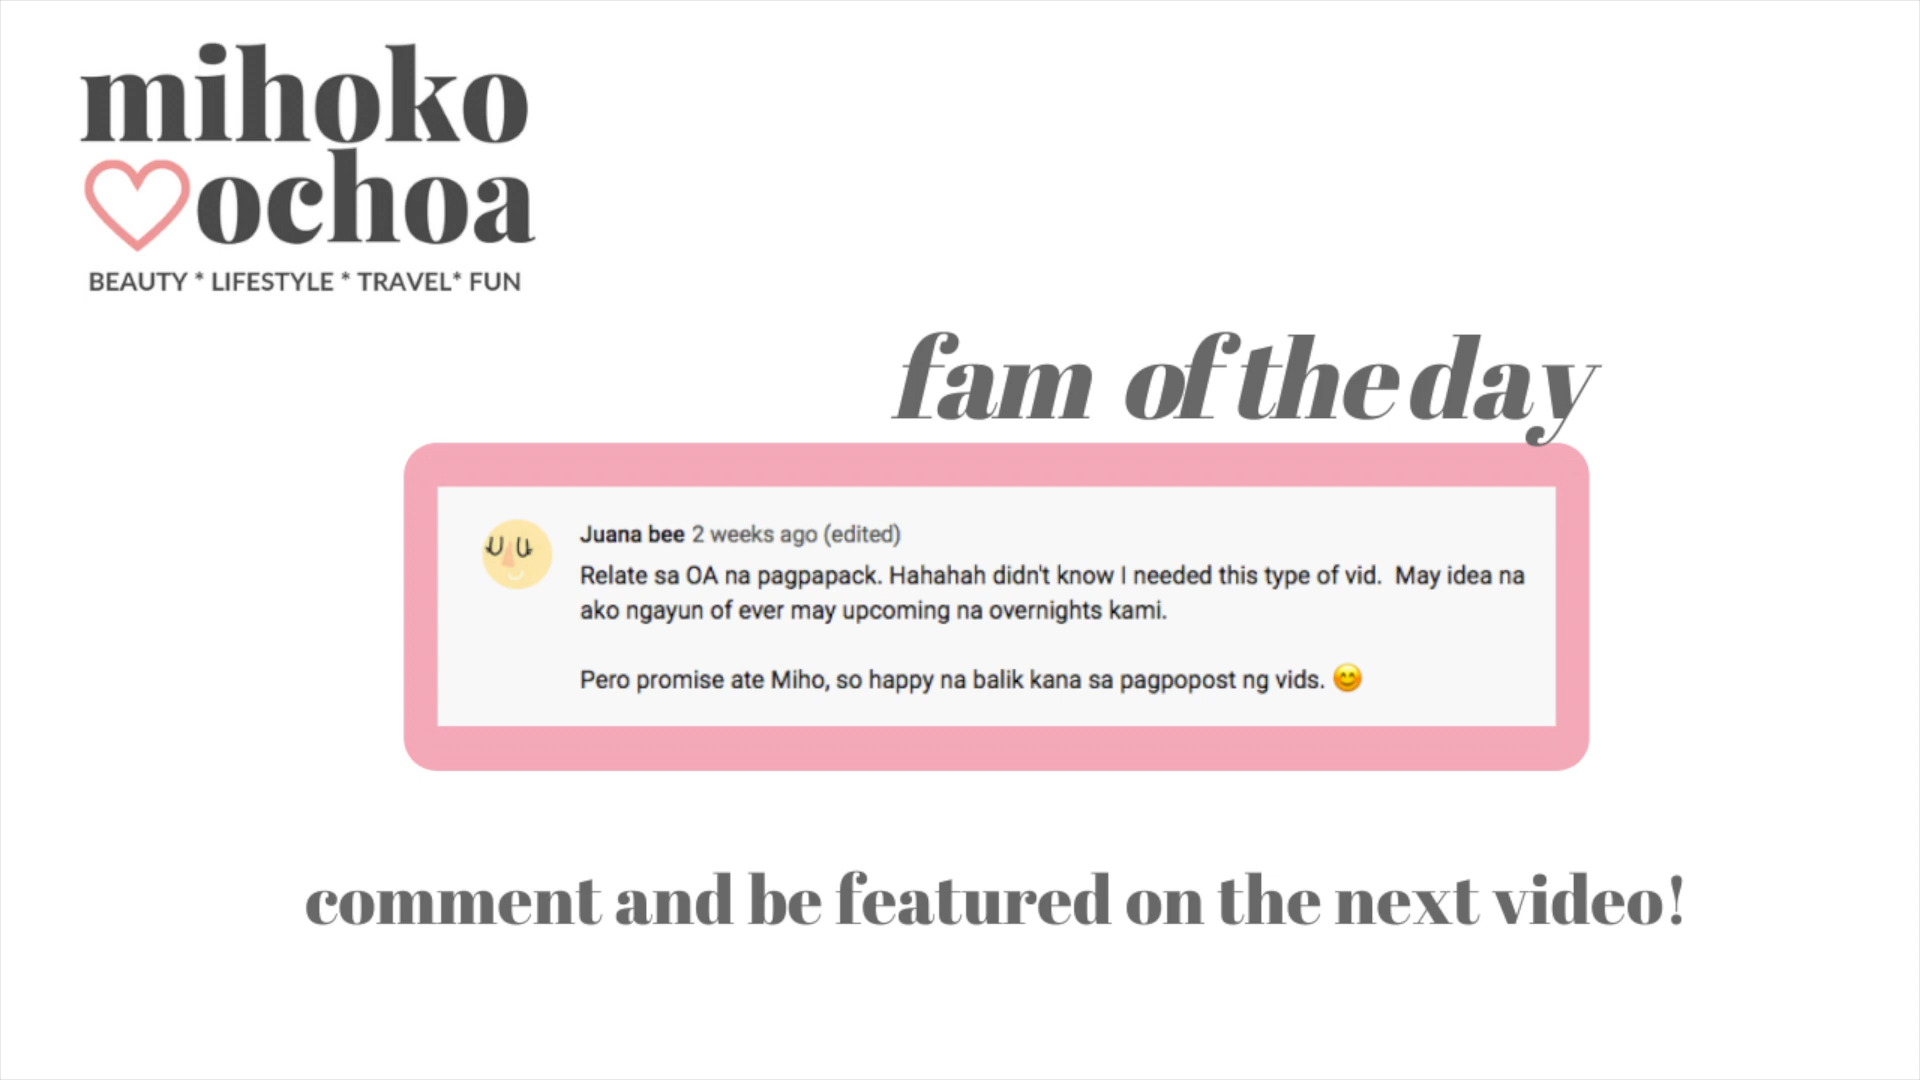 mihoko
ochoa
BEAUTY * LIFESTYLE * TRAVEL* FUN
fam of the day
Juana bee 2 weeks ago (edited)
Relate sa OA na pagpapack. Hahahah didn't know I needed this type of vid.  May idea na
ako ngayun of ever may upcoming na overnights kami.
Pero promise ate Miho, so happy na balik kana sa pagpopost ng vids. 😊
comment and be featured on the next video!